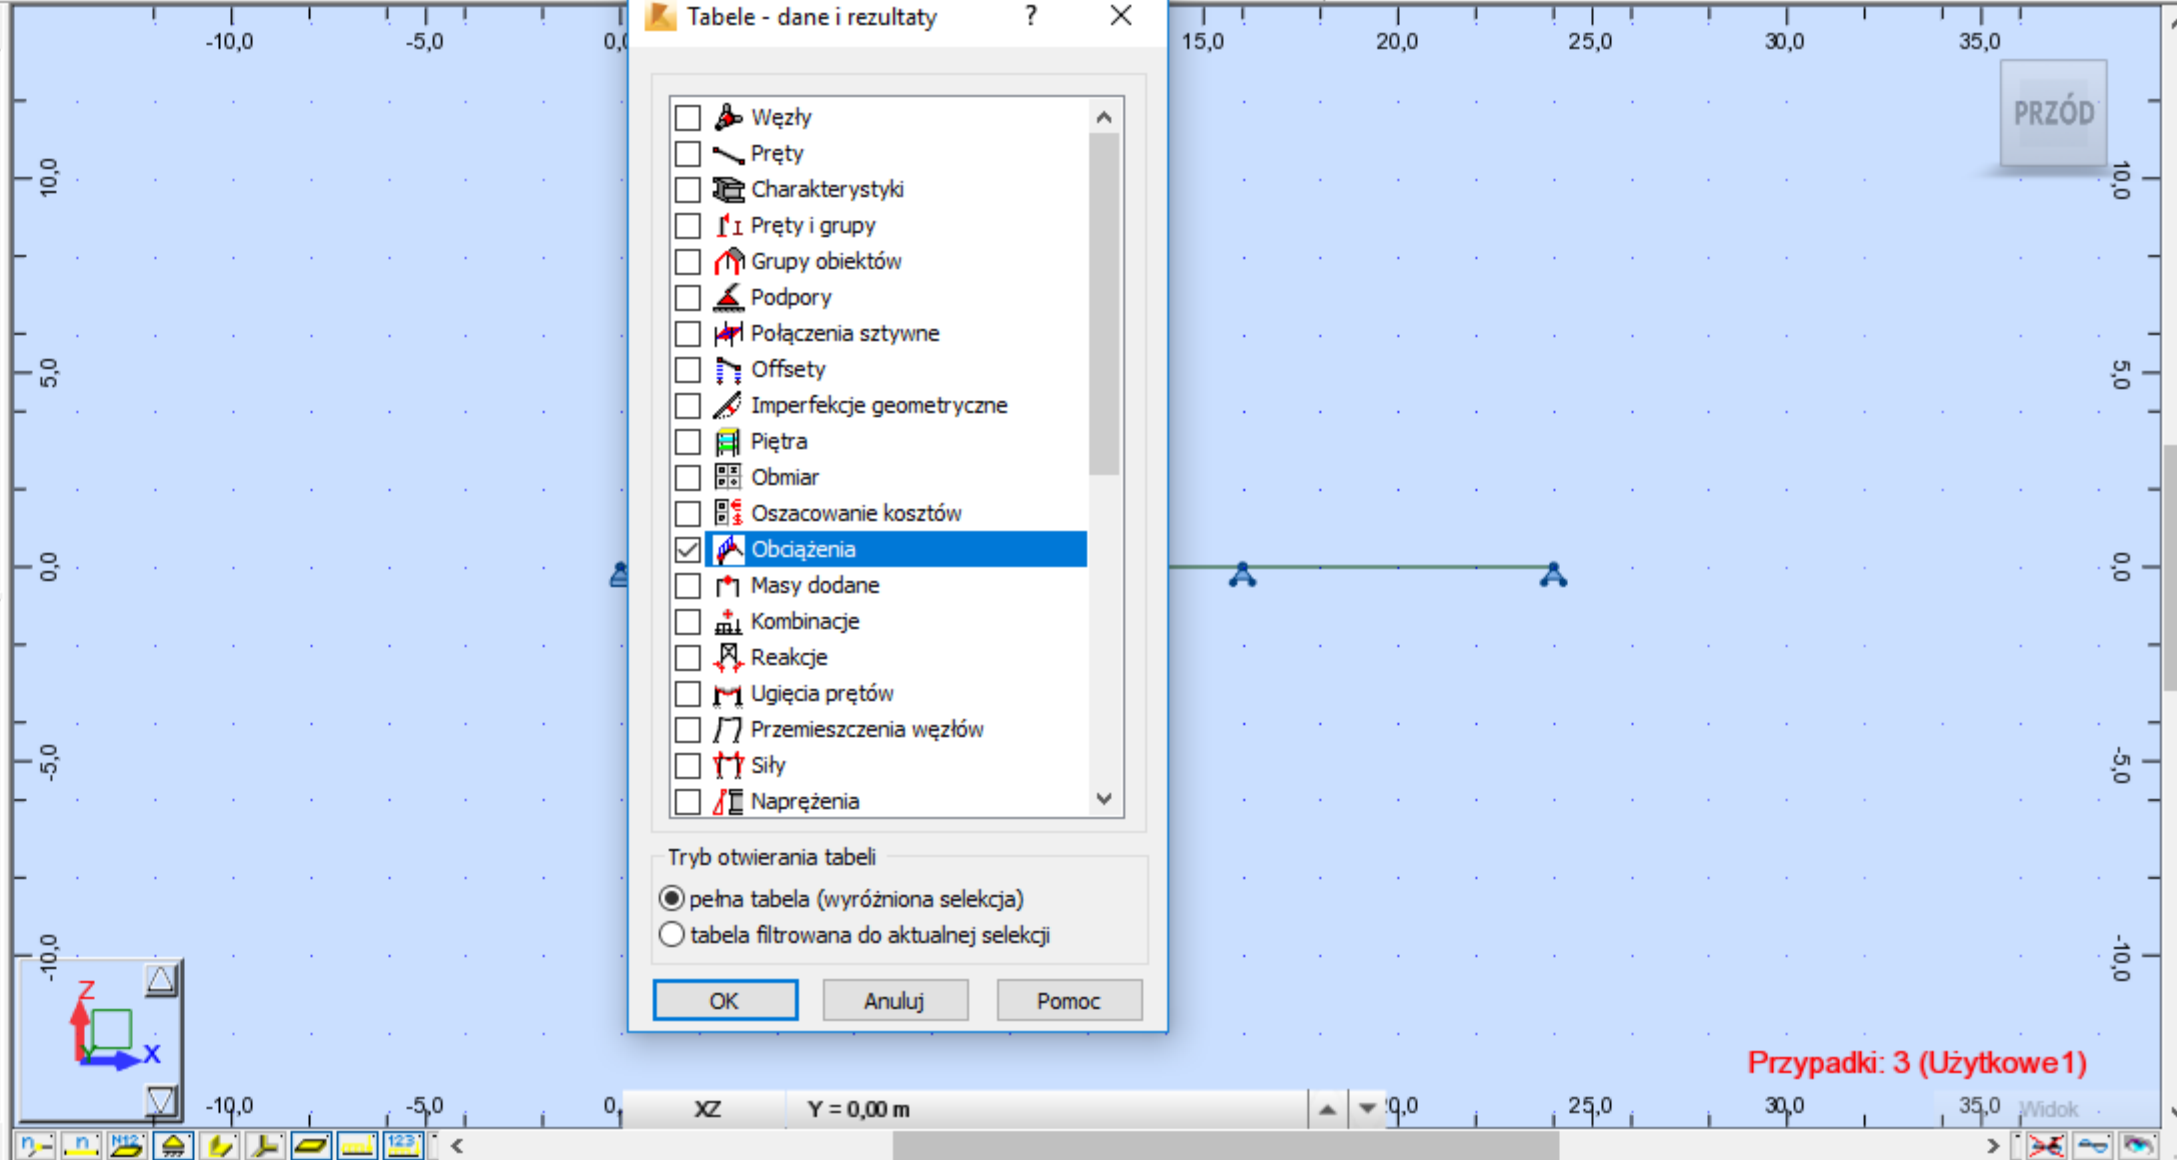 Tabele - dane i rezultaty ?
-10,0 -5,0 0,0 15,0 20,0 25,0 30,0 35,0
PRZÓD
10,0 5,0 0,0 -5,0 -10,0
Węzły
Pręty
Charakterystyki
Pręty i grupy
Grupy obiektów
Podpory
Połączenia sztywne
Offsety
Imperfekcje geometryczne
Piętra
Obmiar
Oszacowanie kosztów
Obciążenia
Masy dodane
Kombinacje
Reakcje
Ugięcia prętów
Przemieszczenia węzłów
Siły
Naprężenia
10,0 5,0 0,0 -5,0 -10,0
Tryb otwierania tabeli
pełna tabela (wyróżniona selekcja)
tabela filtrowana do aktualnej selekcji
OK Anuluj Pomoc
Z
Y
X
Przypadki: 3 (Użytkowe1)
-10,0 -5,0 0, XZ Y = 0,00 m 20,0 25,0 30,0 35,0 Widok
n n N12 123